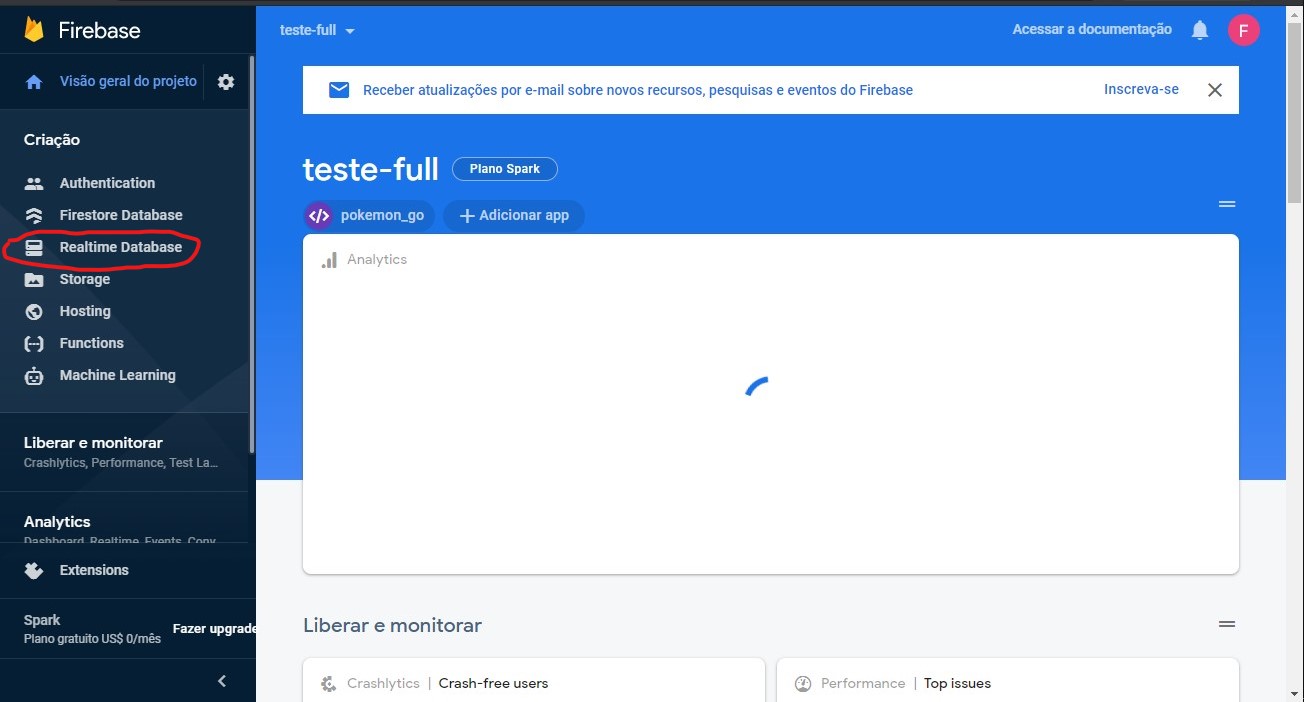 Firebase
Visão geral do projeto
Criação
Authentication
Firestore Database
Realtime Database
Storage
Hosting
Functions
Machine Learning
Liberar e monitorar
Crashlytics, Performance, Test La...
Analytics
Dashboard, Realtime, Events, Conv...
Extensions
Spark
Plano gratuito US$ 0/mês
Fazer upgrade
teste-full
Acessar a documentação
F
Receber atualizações por e-mail sobre novos recursos, pesquisas e eventos do Firebase
Inscreva-se
teste-full
Plano Spark
pokemon_go
Adicionar app
Analytics
Liberar e monitorar
Crashlytics | Crash-free users
Performance | Top issues